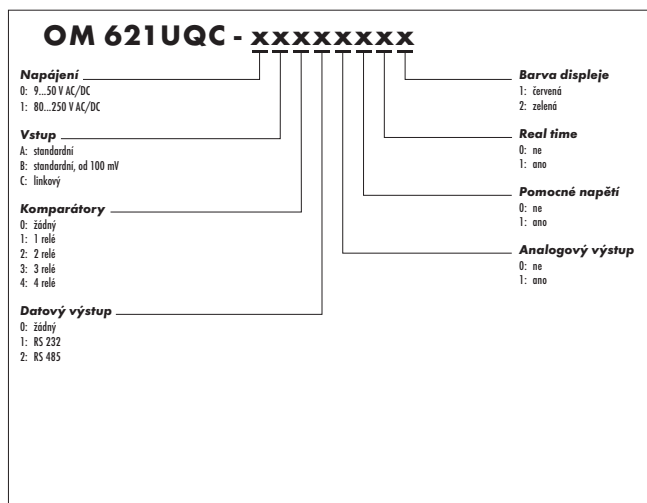 OM 621UQC - xxxxxxxx
Napájení
0: 9...50 V AC/DC
1: 80...250 V AC/DC
Vstup
A: standardní
B: standardní, od 100 mV
C: linkový
Komparátory
0: žádný
1: 1 relé
2: 2 relé
3: 3 relé
4: 4 relé
Datový výstup
0: žádný
1: RS 232
2: RS 485
Barva displeje
1: červená
2: zelená
Real time
0: ne
1: ano
Pomocné napětí
0: ne
1: ano
Analogový výstup
0: ne
1: ano